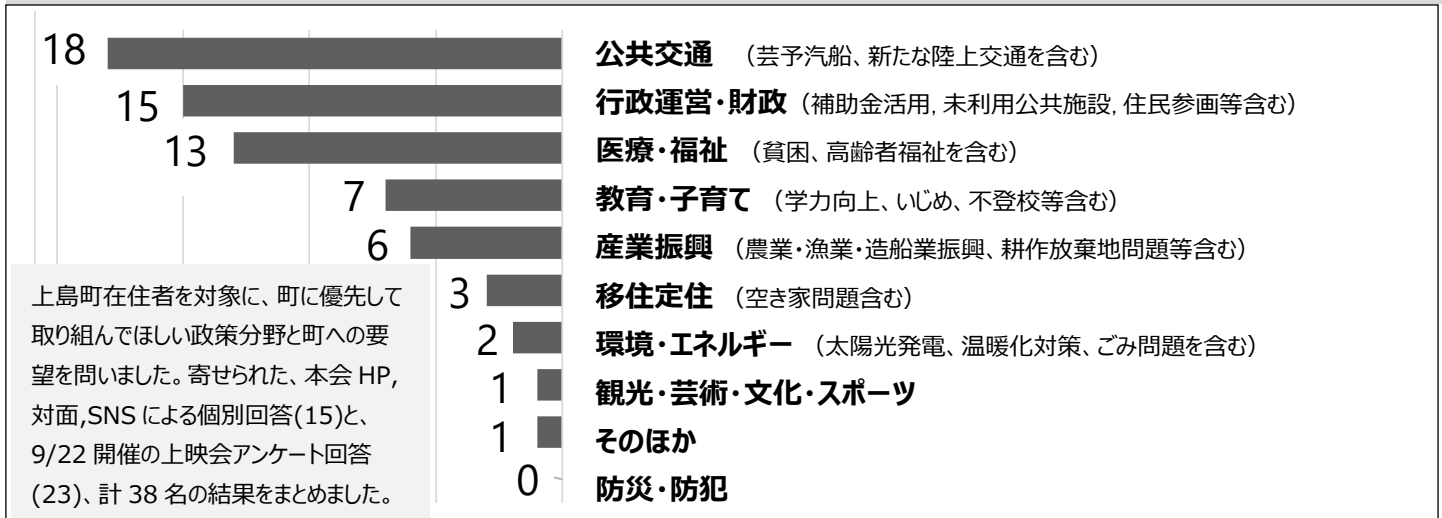 18 公共交通 （芸予汽船、新たな陸上交通を含む）
15 行政運営・財政（補助金活用, 未利用公共施設, 住民参画等含む）
13 医療・福祉 （貧困、高齢者福祉を含む）
7 教育・子育て （学力向上、いじめ、不登校等含む）
6 産業振興 （農業・漁業・造船業振興、耕作放棄地問題等含む）
3 移住定住 （空き家問題含む）
2 環境・エネルギー （太陽光発電、温暖化対策、ごみ問題を含む）
1 観光・芸術・文化・スポーツ
1 そのほか
0 防災・防犯
上島町在住者を対象に、町に優先して
取り組んでほしい政策分野と町への要
望を問いました。寄せられた、本会 HP,
対面,SNS による個別回答(15)と、
9/22 開催の上映会アンケート回答
(23)、計 38 名の結果をまとめました。